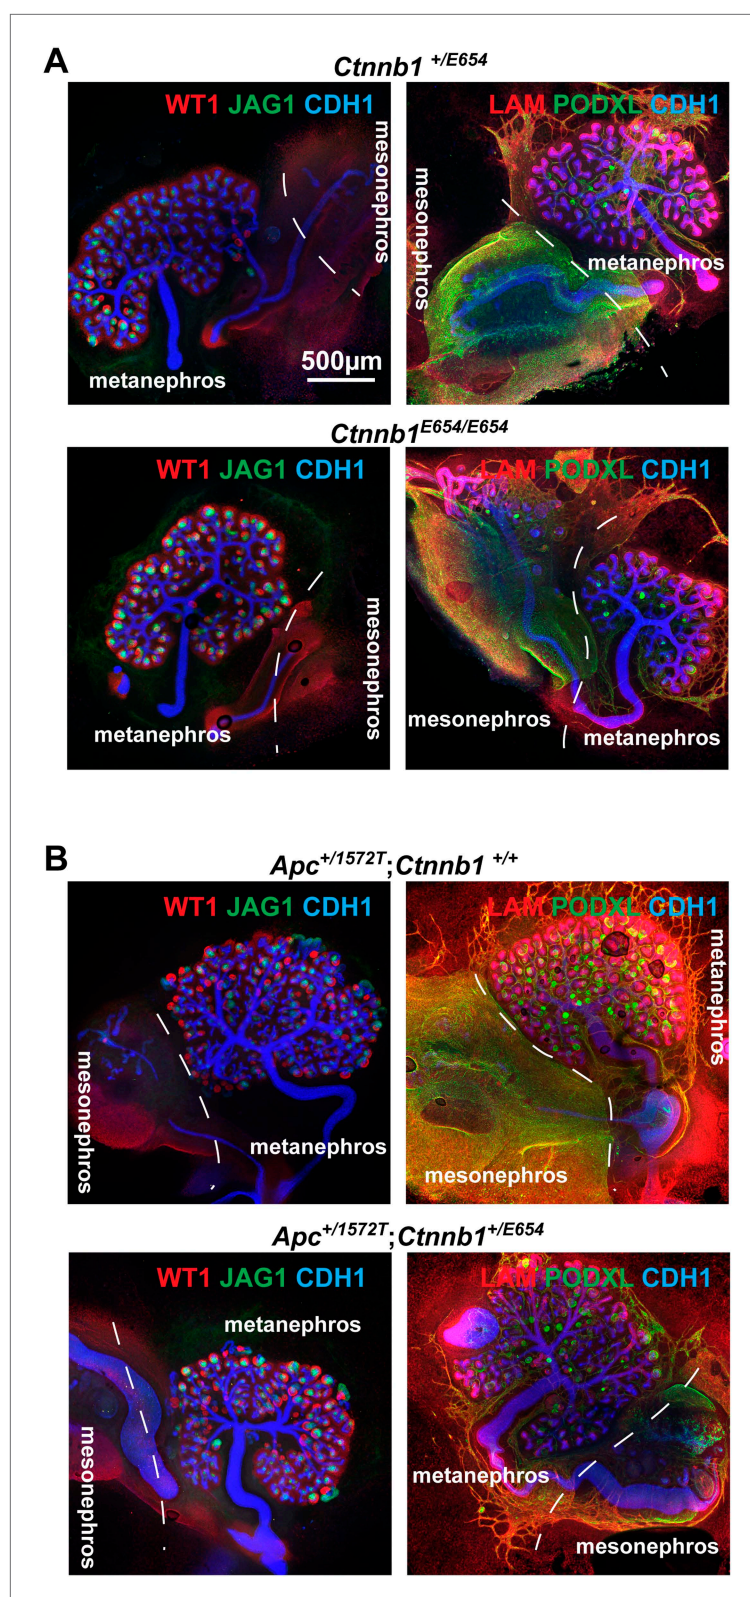 A
Ctnnb1 +/E654
WT1 JAG1 CDH1
mesonephros
metanephros
500µm
LAM PODXL CDH1
mesonephros
metanephros
Ctnnb1E654/E654
WT1 JAG1 CDH1
mesonephros
metanephros
LAM PODXL CDH1
mesonephros
metanephros
B
Apc+/1572T;Ctnnb1 +/+
WT1 JAG1 CDH1
mesonephros
metanephros
LAM PODXL CDH1
metanephros
mesonephros
Apc+/1572T;Ctnnb1+/E654
WT1 JAG1 CDH1
metanephros
mesonephros
LAM PODXL CDH1
metanephros
mesonephros